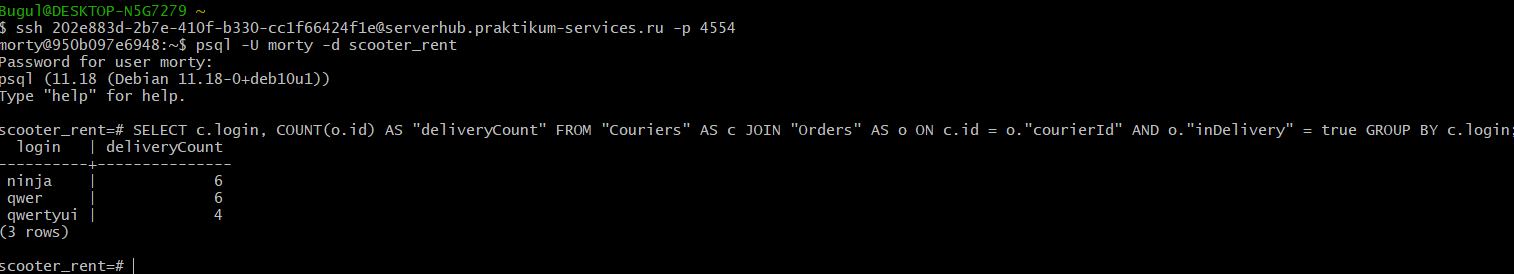 Bugul@DESKTOP-N5G7279 ~
$ ssh 202e883d-2b7e-410f-b330-cc1f66424f1e@serverhub.praktikum-services.ru -p 4554
morty@950b097e6948:~$ psql -U morty -d scooter_rent
Password for user morty:
psql (11.18 (Debian 11.18-0+deb10u1))
Type "help" for help.
scooter_rent=# SELECT c.login, COUNT(o.id) AS "deliveryCount" FROM "Couriers" AS c JOIN "Orders" AS o ON c.id = o."courierId" AND o."inDelivery" = true GROUP BY c.login;
  login   | deliveryCount
----------+---------------
 ninja    |             6
 qwer     |             6
 qwertyui |             4
(3 rows)
scooter_rent=#